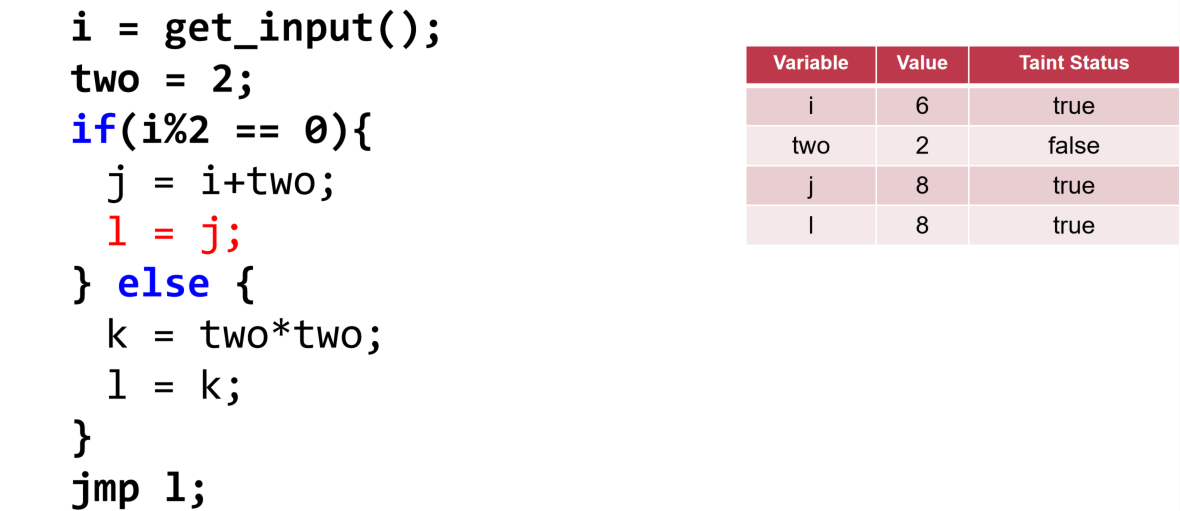 i = get_input();
two = 2;
if(i%2 == 0){
  j = i+two;
  l = j;
} else {
  k = two*two;
  l = k;
}
jmp l;
Variable Value Taint Status
i 6 true
two 2 false
j 8 true
l 8 true